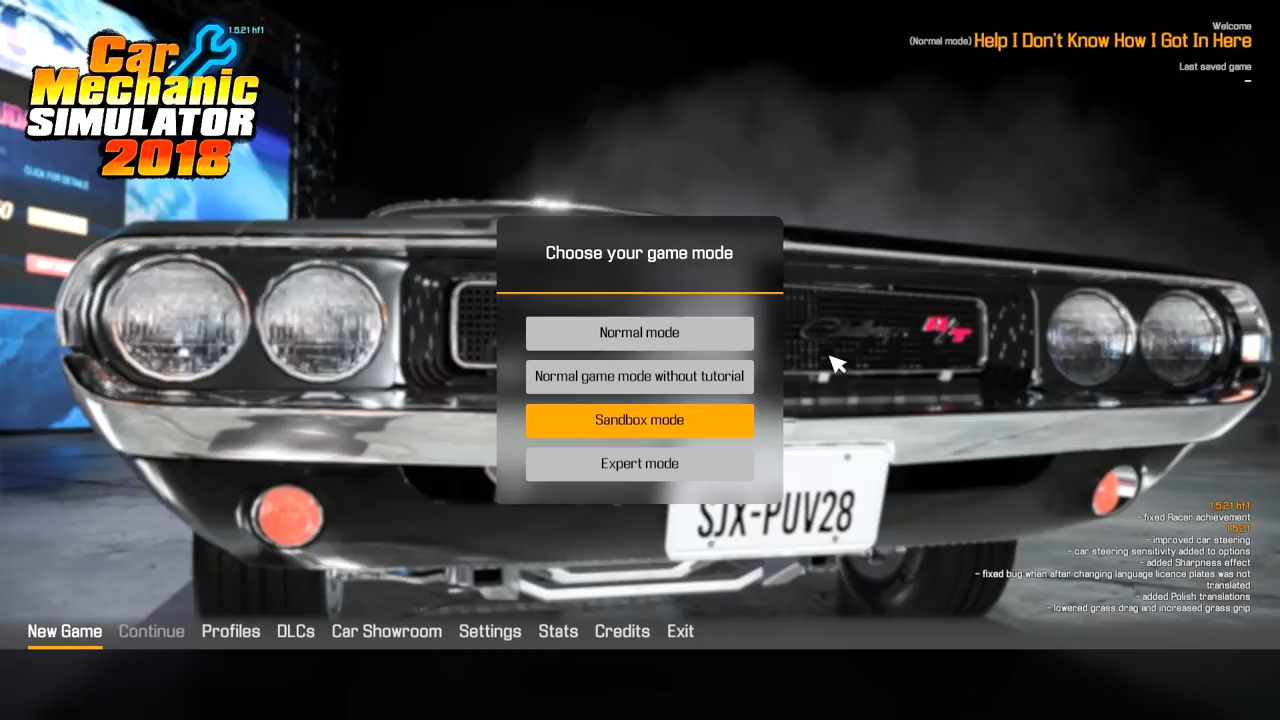 1.5.21 hf1
Car
Mechanic
SIMULATOR
2018
Welcome
(Normal mode) Help I Don't Know How I Got In Here
Last saved game
–
CLICK FOR DETAILS
Choose your game mode
Normal mode
Normal game mode without tutorial
Sandbox mode
Expert mode
Challenger R/T
SJX-PUV28
1.5.21 hf1
- fixed Racer achievement
1.5.21
- improved car steering
- car steering sensitivity added to options
- added Sharpness effect
- fixed bug when after changing language licence plates was not
translated
- added Polish translations
- lowered grass drag and increased grass grip
New Game Continue Profiles DLCs Car Showroom Settings Stats Credits Exit